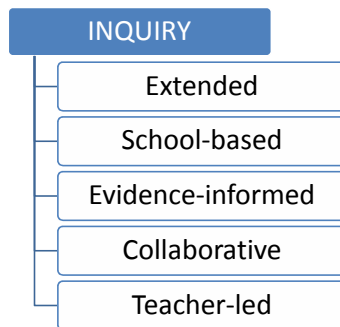 INQUIRY
Extended
School-based
Evidence-informed
Collaborative
Teacher-led